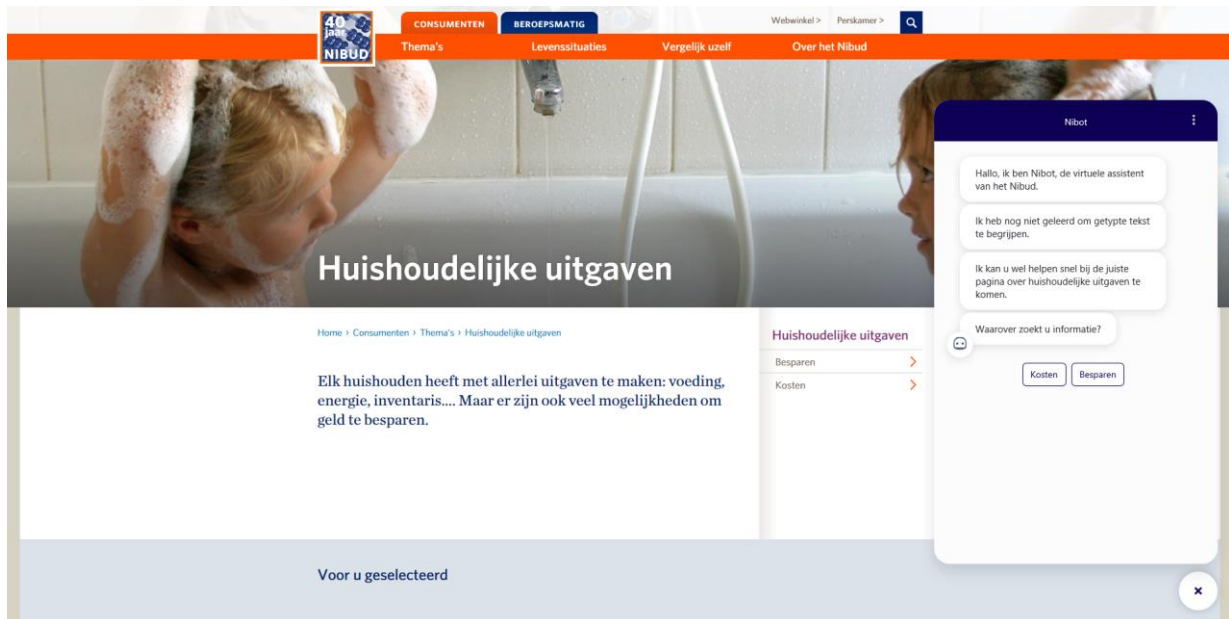 40
jaar
NIBUD
CONSUMENTEN
BEROEPSMATIG
Webwinkel >
Perskamer >
Thema's
Levenssituaties
Vergelijk uzelf
Over het Nibud
Huishoudelijke uitgaven
Home > Consumenten > Thema's > Huishoudelijke uitgaven
Elk huishouden heeft met allerlei uitgaven te maken: voeding,
energie, inventaris.... Maar er zijn ook veel mogelijkheden om
geld te besparen.
Huishoudelijke uitgaven
Besparen
Kosten
Voor u geselecteerd
Nibot
Hallo, ik ben Nibot, de virtuele assistent
van het Nibud.
Ik heb nog niet geleerd om getypte tekst
te begrijpen.
Ik kan u wel helpen snel bij de juiste
pagina over huishoudelijke uitgaven te
komen.
Waarover zoekt u informatie?
Kosten
Besparen